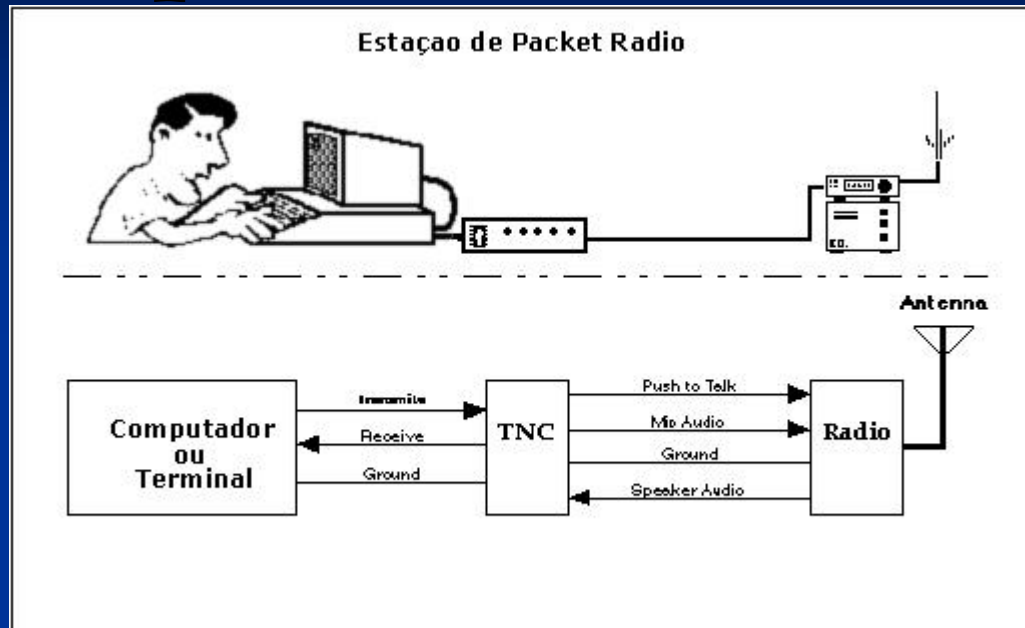 Estaçao de Packet Radio
Antenna
Computador
ou
Terminal
Transmite
Receive
Ground
TNC
Push to Talk
Mic Audio
Ground
Speaker Audio
Radio